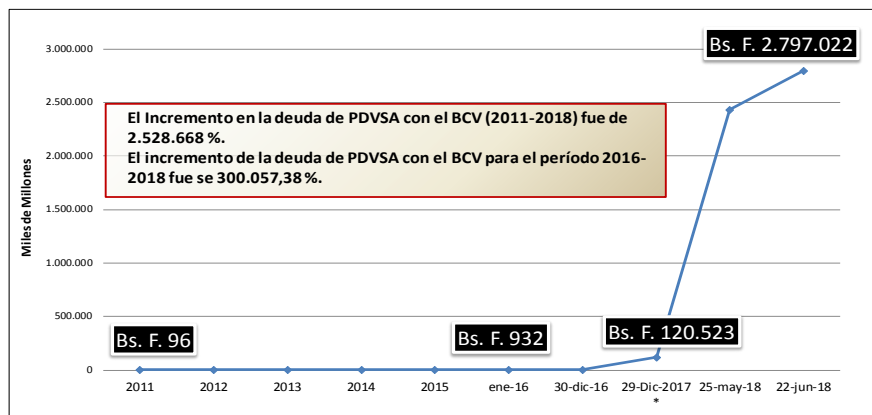 Bs. F. 2.797.022
3.000.000
2.500.000
2.000.000
1.500.000
1.000.000
500.000
0
Miles de Millones
El Incremento en la deuda de PDVSA con el BCV (2011-2018) fue de
2.528.668 %.
El incremento de la deuda de PDVSA con el BCV para el período 2016-
2018 fue se 300.057,38 %.
Bs. F. 96
Bs. F. 932
Bs. F. 120.523
2011
2012
2013
2014
2015
ene-16
30-dic-16
29-Dic-2017
*
25-may-18
22-jun-18